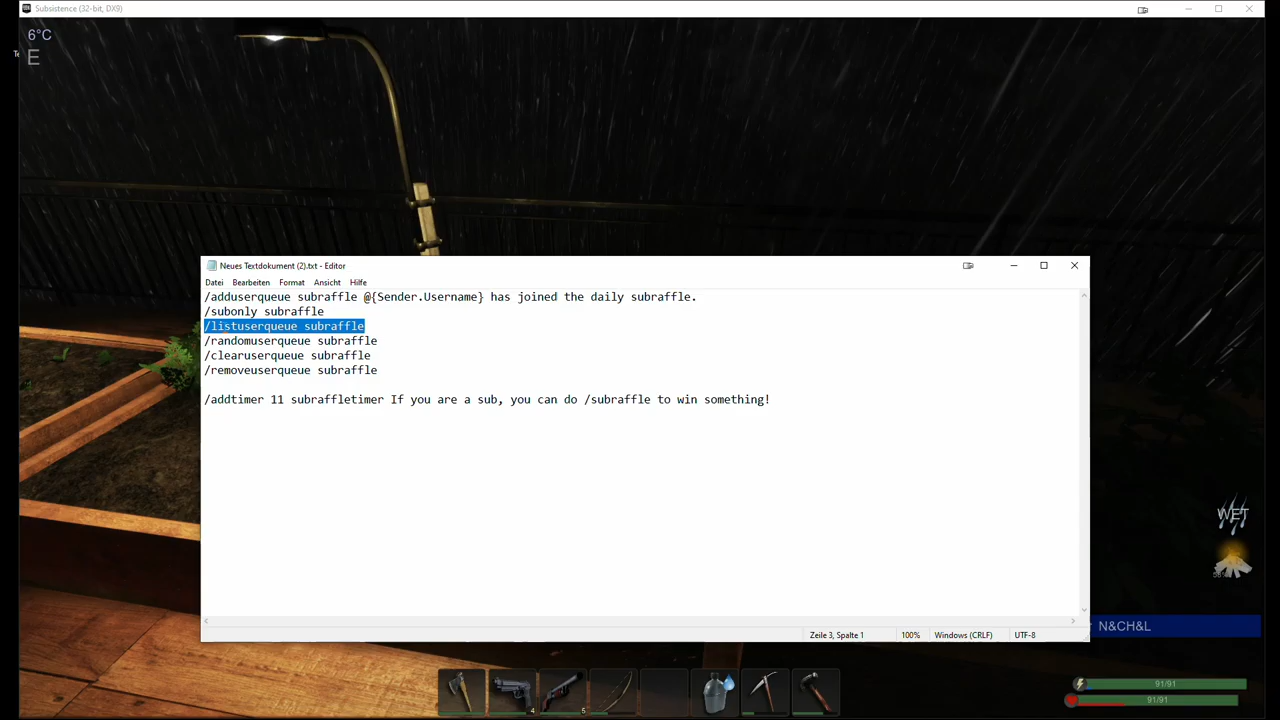 Subsistence (32-bit, DX9)
6°C
E
Neues Textdokument (2).txt - Editor
Datei Bearbeiten Format Ansicht Hilfe
/adduserqueue subraffle @{Sender.Username} has joined the daily subraffle.
/subonly subraffle
/listuserqueue subraffle
/randomuserqueue subraffle
/clearuserqueue subraffle
/removeuserqueue subraffle
/addtimer 11 subraffletimer If you are a sub, you can do /subraffle to win something!
Zeile 3, Spalte 1 100% Windows (CRLF) UTF-8
WET
N&CH&L
4 5
91/91
91/91